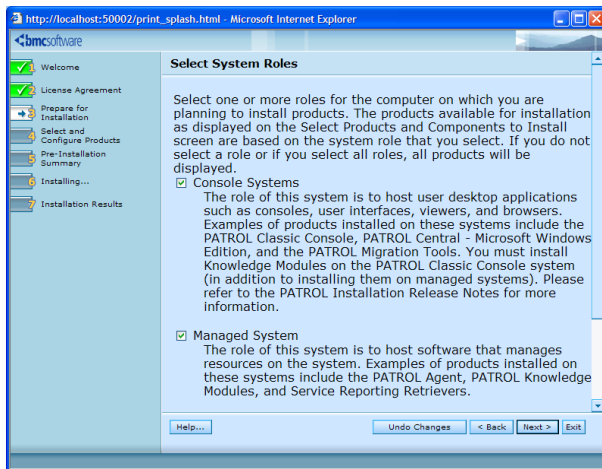 http://localhost:50002/print_splash.html - Microsoft Internet Explorer
bmcsoftware
1 Welcome
2 License Agreement
3 Prepare for
Installation
4 Select and
Configure Products
5 Pre-Installation
Summary
6 Installing...
7 Installation Results
Select System Roles
Select one or more roles for the computer on which you are
planning to install products. The products available for installation
as displayed on the Select Products and Components to Install
screen are based on the system role that you select. If you do not
select a role or if you select all roles, all products will be
displayed.
Console Systems
The role of this system is to host user desktop applications
such as consoles, user interfaces, viewers, and browsers.
Examples of products installed on these systems include the
PATROL Classic Console, PATROL Central - Microsoft Windows
Edition, and the PATROL Migration Tools. You must install
Knowledge Modules on the PATROL Classic Console system
(in addition to installing them on managed systems). Please
refer to the PATROL Installation Release Notes for more
information.
Managed System
The role of this system is to host software that manages
resources on the system. Examples of products installed on
these systems include the PATROL Agent, PATROL Knowledge
Modules, and Service Reporting Retrievers.
Help... Undo Changes < Back Next > Exit